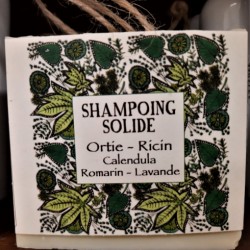 SHAMPOING
SOLIDE
Ortie - Ricin
Calendula
Romarin - Lavande